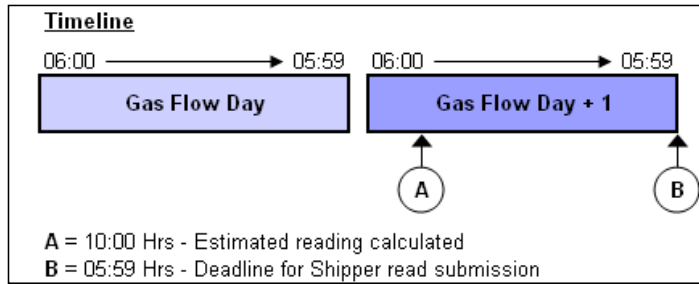 Timeline
06:00 05:59 06:00 05:59
Gas Flow Day Gas Flow Day + 1
A B
A = 10:00 Hrs - Estimated reading calculated
B = 05:59 Hrs - Deadline for Shipper read submission